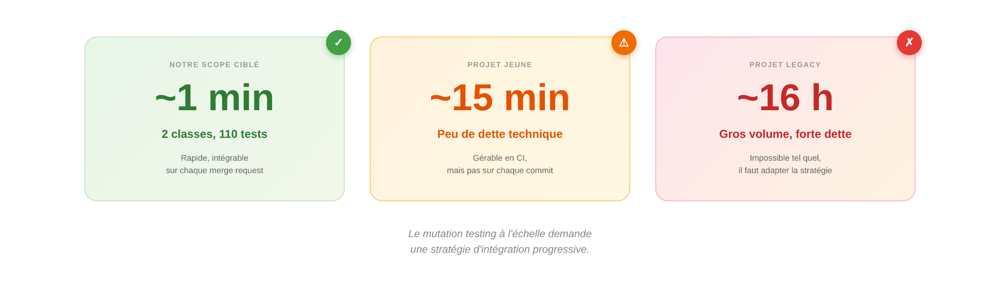 ✓
NOTRE SCOPE CIBLÉ
~1 min
2 classes, 110 tests
Rapide, intégrable
sur chaque merge request
⚠
PROJET JEUNE
~15 min
Peu de dette technique
Gérable en CI,
mais pas sur chaque commit
✗
PROJET LEGACY
~16 h
Gros volume, forte dette
Impossible tel quel,
il faut adapter la stratégie
Le mutation testing à l'échelle demande
une stratégie d'intégration progressive.